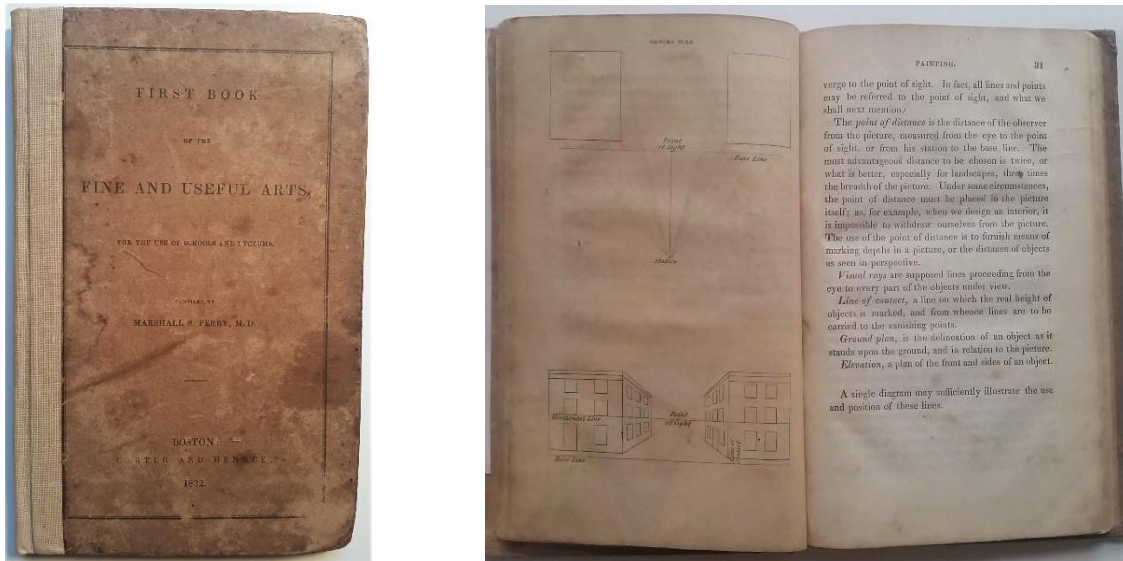 FIRST BOOK
OF THE
FINE AND USEFUL ARTS,
FOR THE USE OF SCHOOLS AND LYCEUMS.
COMPILED BY
MARSHALL S. PERRY, M.D.
BOSTON:
CARTER AND HENDEE.
1832.
GROUND PLAN
Point
of Sight
Base Line
Station
Horizontal Line
Point
of Sight
Base Line
PAINTING. 31
verge to the point of sight. In fact, all lines and points
may be referred to the point of sight, and what we
shall next mention.
The point of distance is the distance of the observer
from the picture, measured from the eye to the point
of sight, or from his station to the base line. The
most advantageous distance to be chosen is twice, or
what is better, especially for landscapes, three times
the breadth of the picture. Under some circumstances,
the point of distance must be placed in the picture
itself; as, for example, when we design an interior, it
is impossible to withdraw ourselves from the picture.
The use of the point of distance is to furnish means of
marking depths in a picture, or the distance of objects
as seen in perspective.
Visual rays are supposed lines proceeding from the
eye to every part of the objects under view.
Line of contact, a line on which the real height of
objects is marked, and from whence lines are to be
carried to the vanishing points.
Ground plan, is the delineation of an object as it
stands upon the ground, and in relation to the picture.
Elevation, a plan of the front and sides of an object.
A single diagram may sufficiently illustrate the use
and position of these lines.